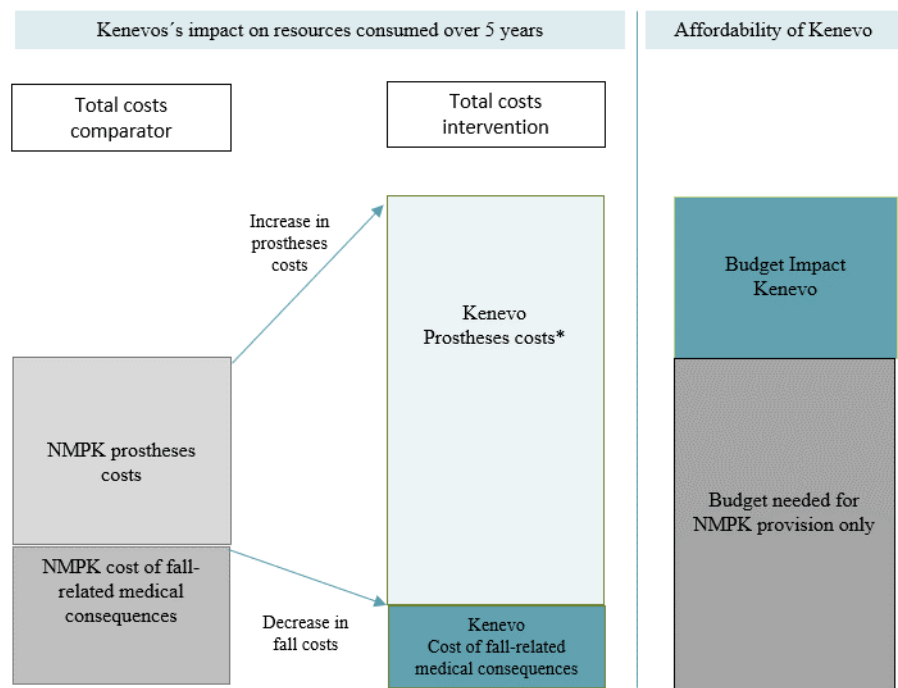 Kenevos´s impact on resources consumed over 5 years
Affordability of Kenevo
Total costs
comparator
Total costs
intervention
Increase in
prostheses
costs
Kenevo
Prostheses costs*
Budget Impact
Kenevo
NMPK prostheses
costs
Budget needed for
NMPK provision only
NMPK cost of fall-
related medical
consequences
Decrease in
fall costs
Kenevo
Cost of fall-related
medical consequences